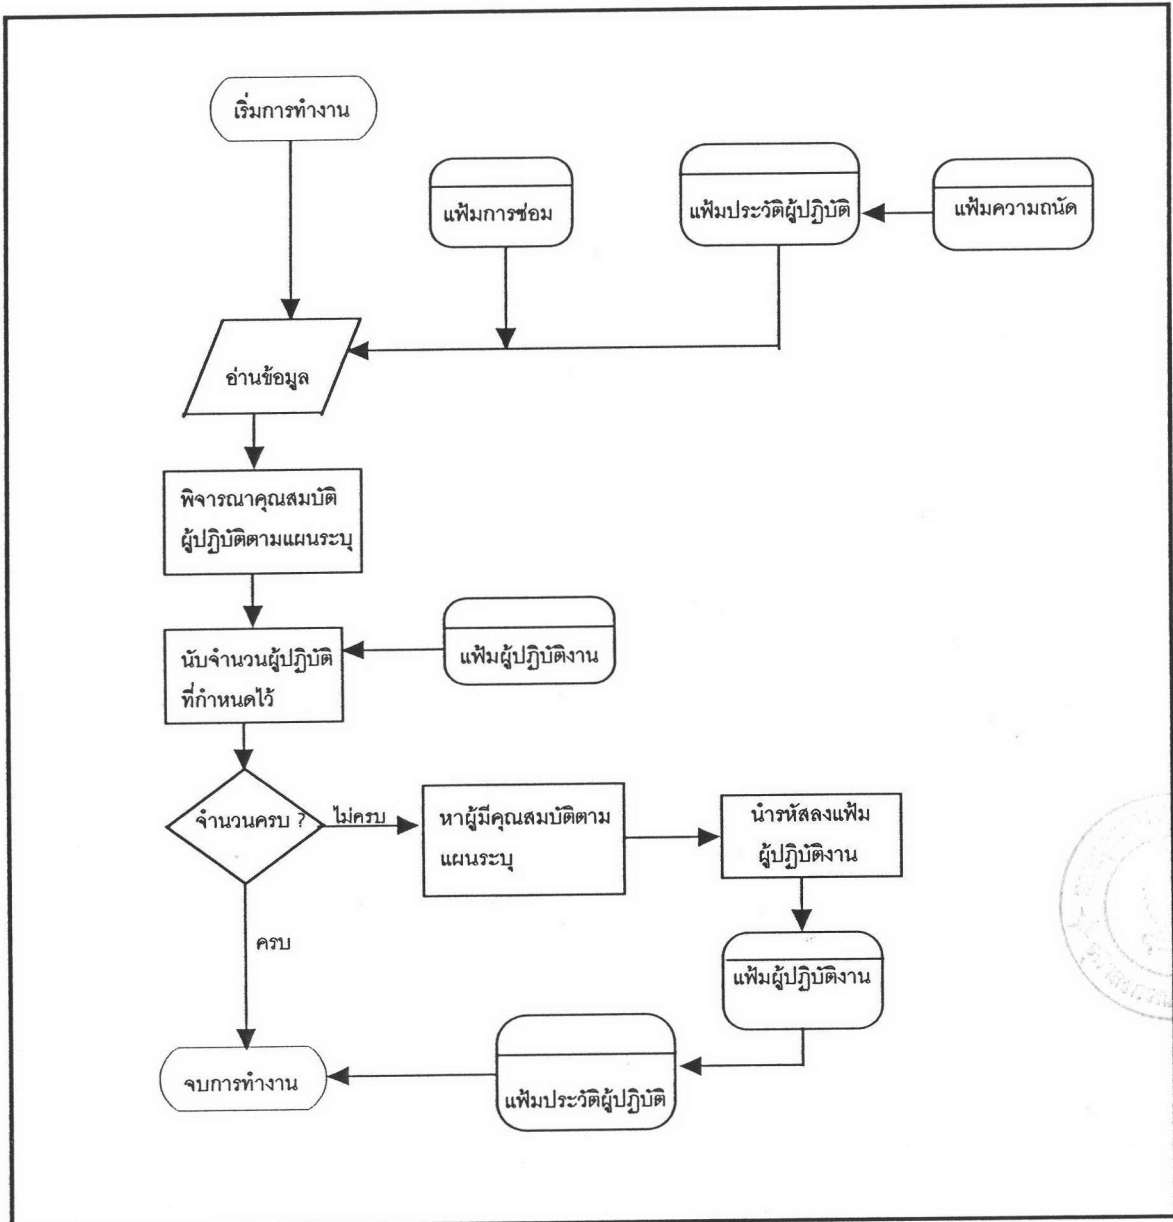 เริ่มการทำงาน
แฟ้มการซ่อม
แฟ้มประวัติผู้ปฏิบัติ
แฟ้มความถนัด
อ่านข้อมูล
พิจารณาคุณสมบัติ
ผู้ปฏิบัติตามแผนระบุ
นับจำนวนผู้ปฏิบัติ
ที่กำหนดไว้
แฟ้มผู้ปฏิบัติงาน
จำนวนครบ ?
ไม่ครบ
หาผู้มีคุณสมบัติตาม
แผนระบุ
นำรหัสลงแฟ้ม
ผู้ปฏิบัติงาน
ครบ
แฟ้มผู้ปฏิบัติงาน
แฟ้มประวัติผู้ปฏิบัติ
จบการทำงาน